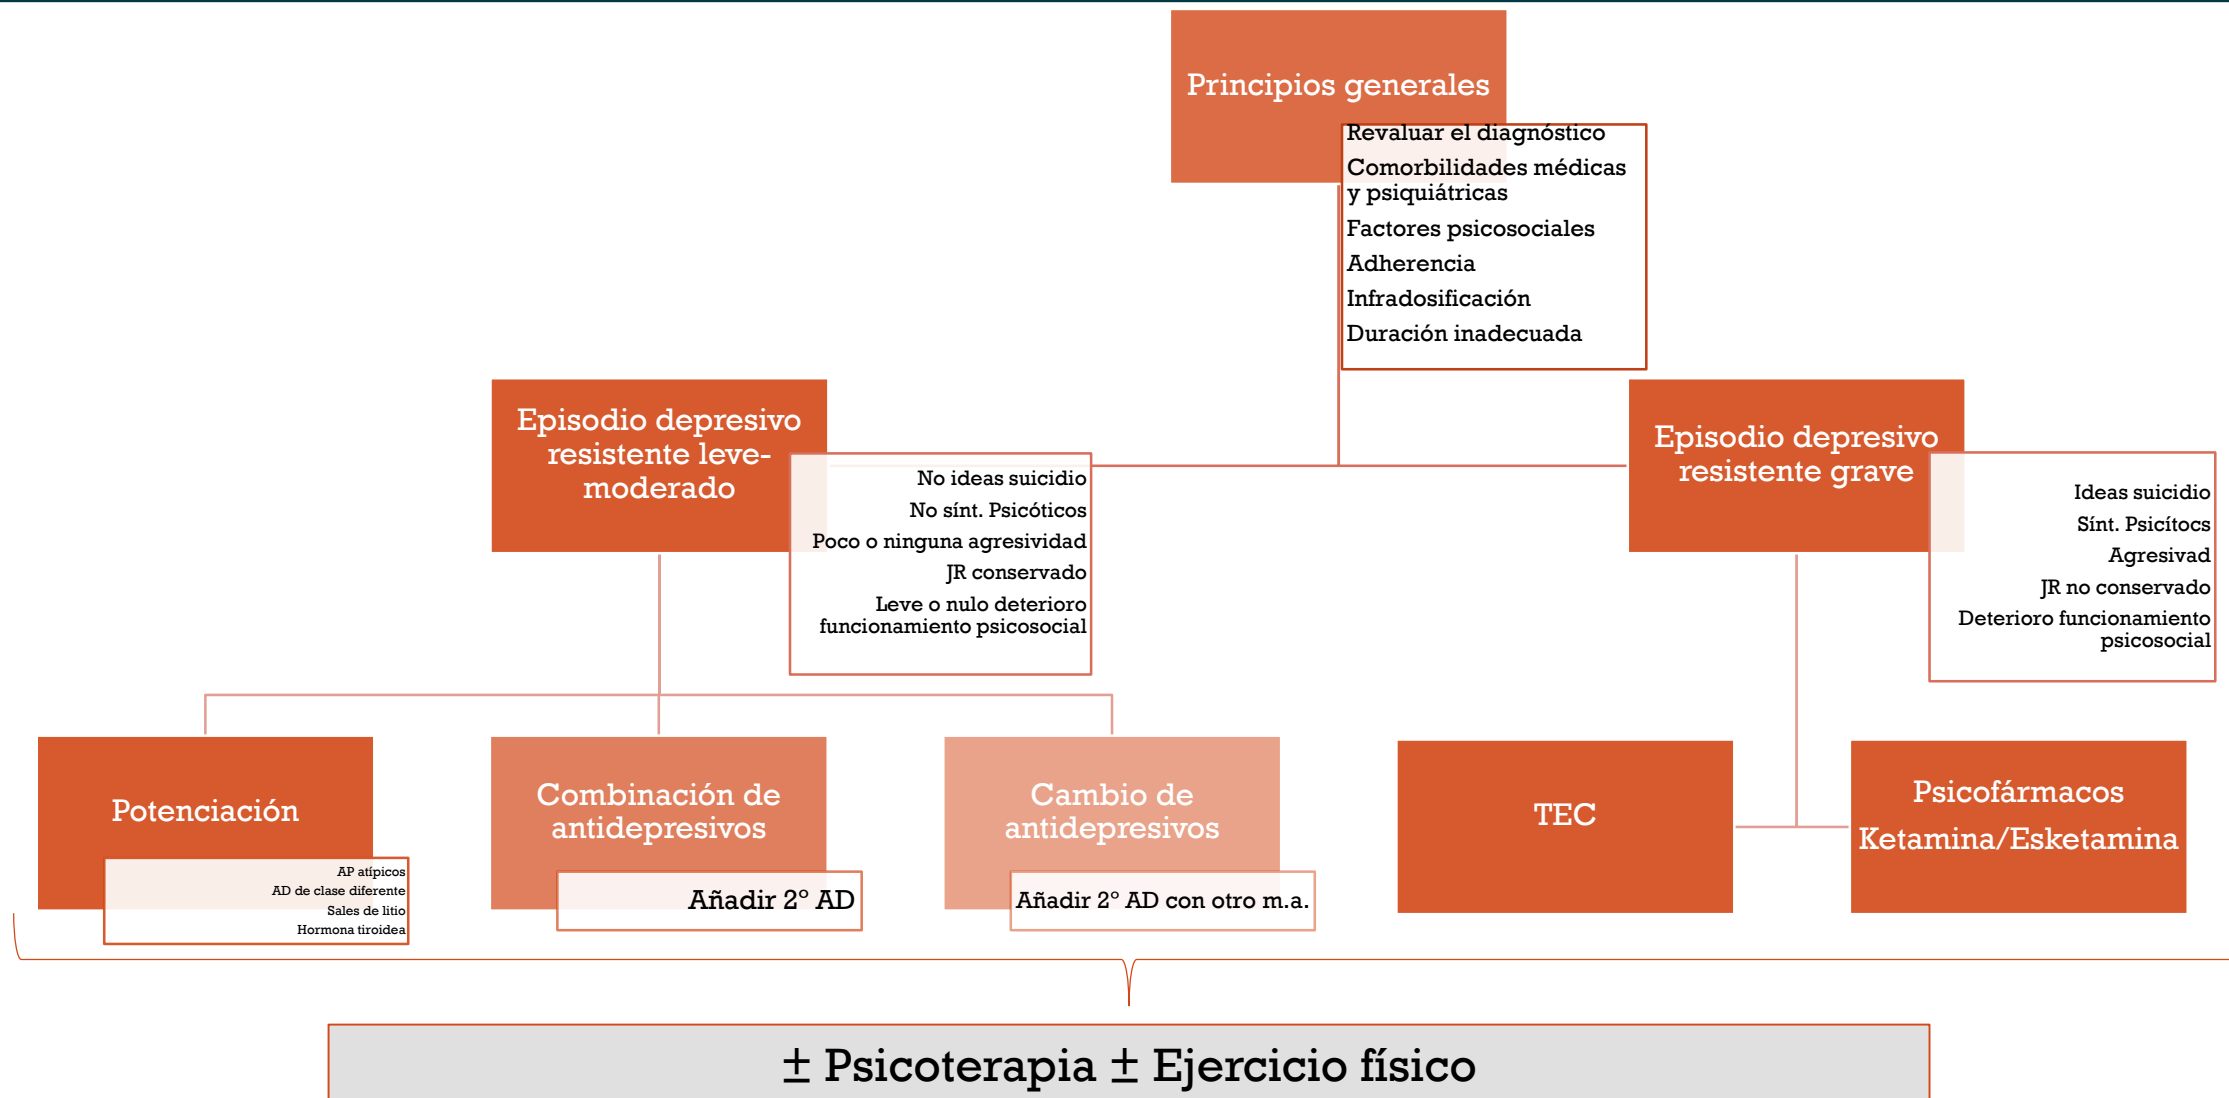 Principios generales
Revaluar el diagnóstico
Comorbilidades médicas
y psiquiátricas
Factores psicosociales
Adherencia
Infradosificación
Duración inadecuada
Episodio depresivo
resistente leve-
moderado
No ideas suicidio
No sínt. Psicóticos
Poco o ninguna agresividad
JR conservado
Leve o nulo deterioro
funcionamiento psicosocial
Episodio depresivo
resistente grave
Ideas suicidio
Sínt. Psicítocs
Agresivad
JR no conservado
Deterioro funcionamiento
psicosocial
Potenciación
AP atípicos
AD de clase diferente
Sales de litio
Hormona tiroidea
Combinación de
antidepresivos
Añadir 2º AD
Cambio de
antidepresivos
Añadir 2º AD con otro m.a.
TEC
Psicofármacos
Ketamina/Esketamina
± Psicoterapia ± Ejercicio físico